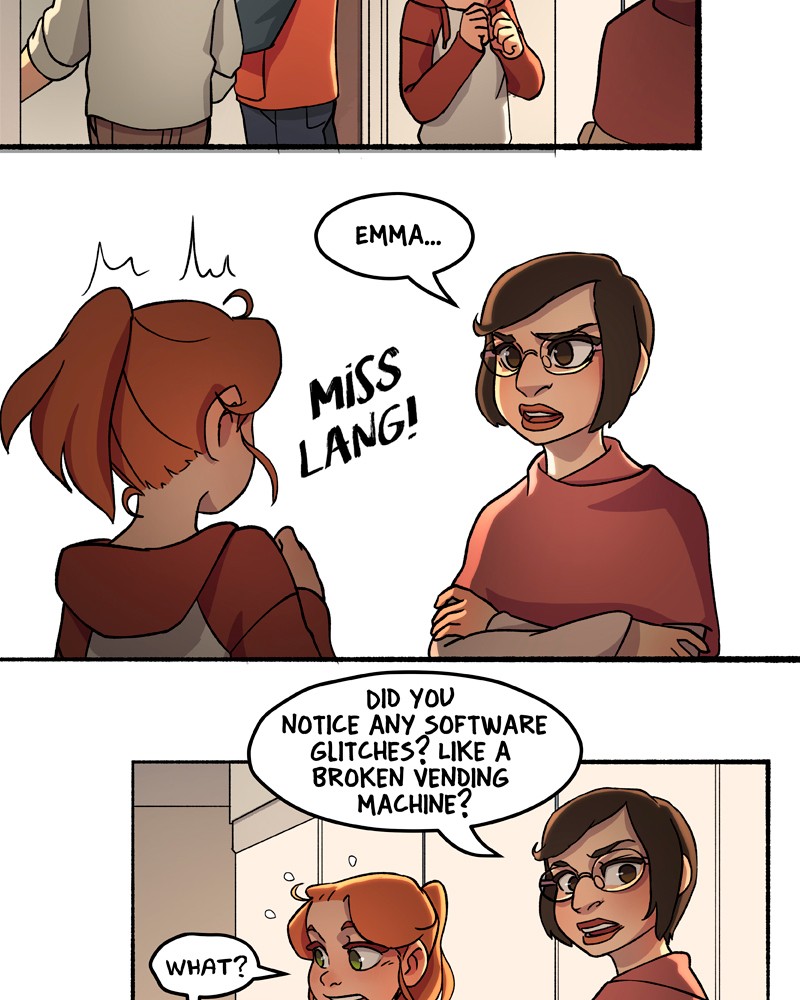 EMMA...
MISS
LANG!
DID YOU
NOTICE ANY SOFTWARE
GLITCHES? LIKE A
BROKEN VENDING
MACHINE?
WHAT?